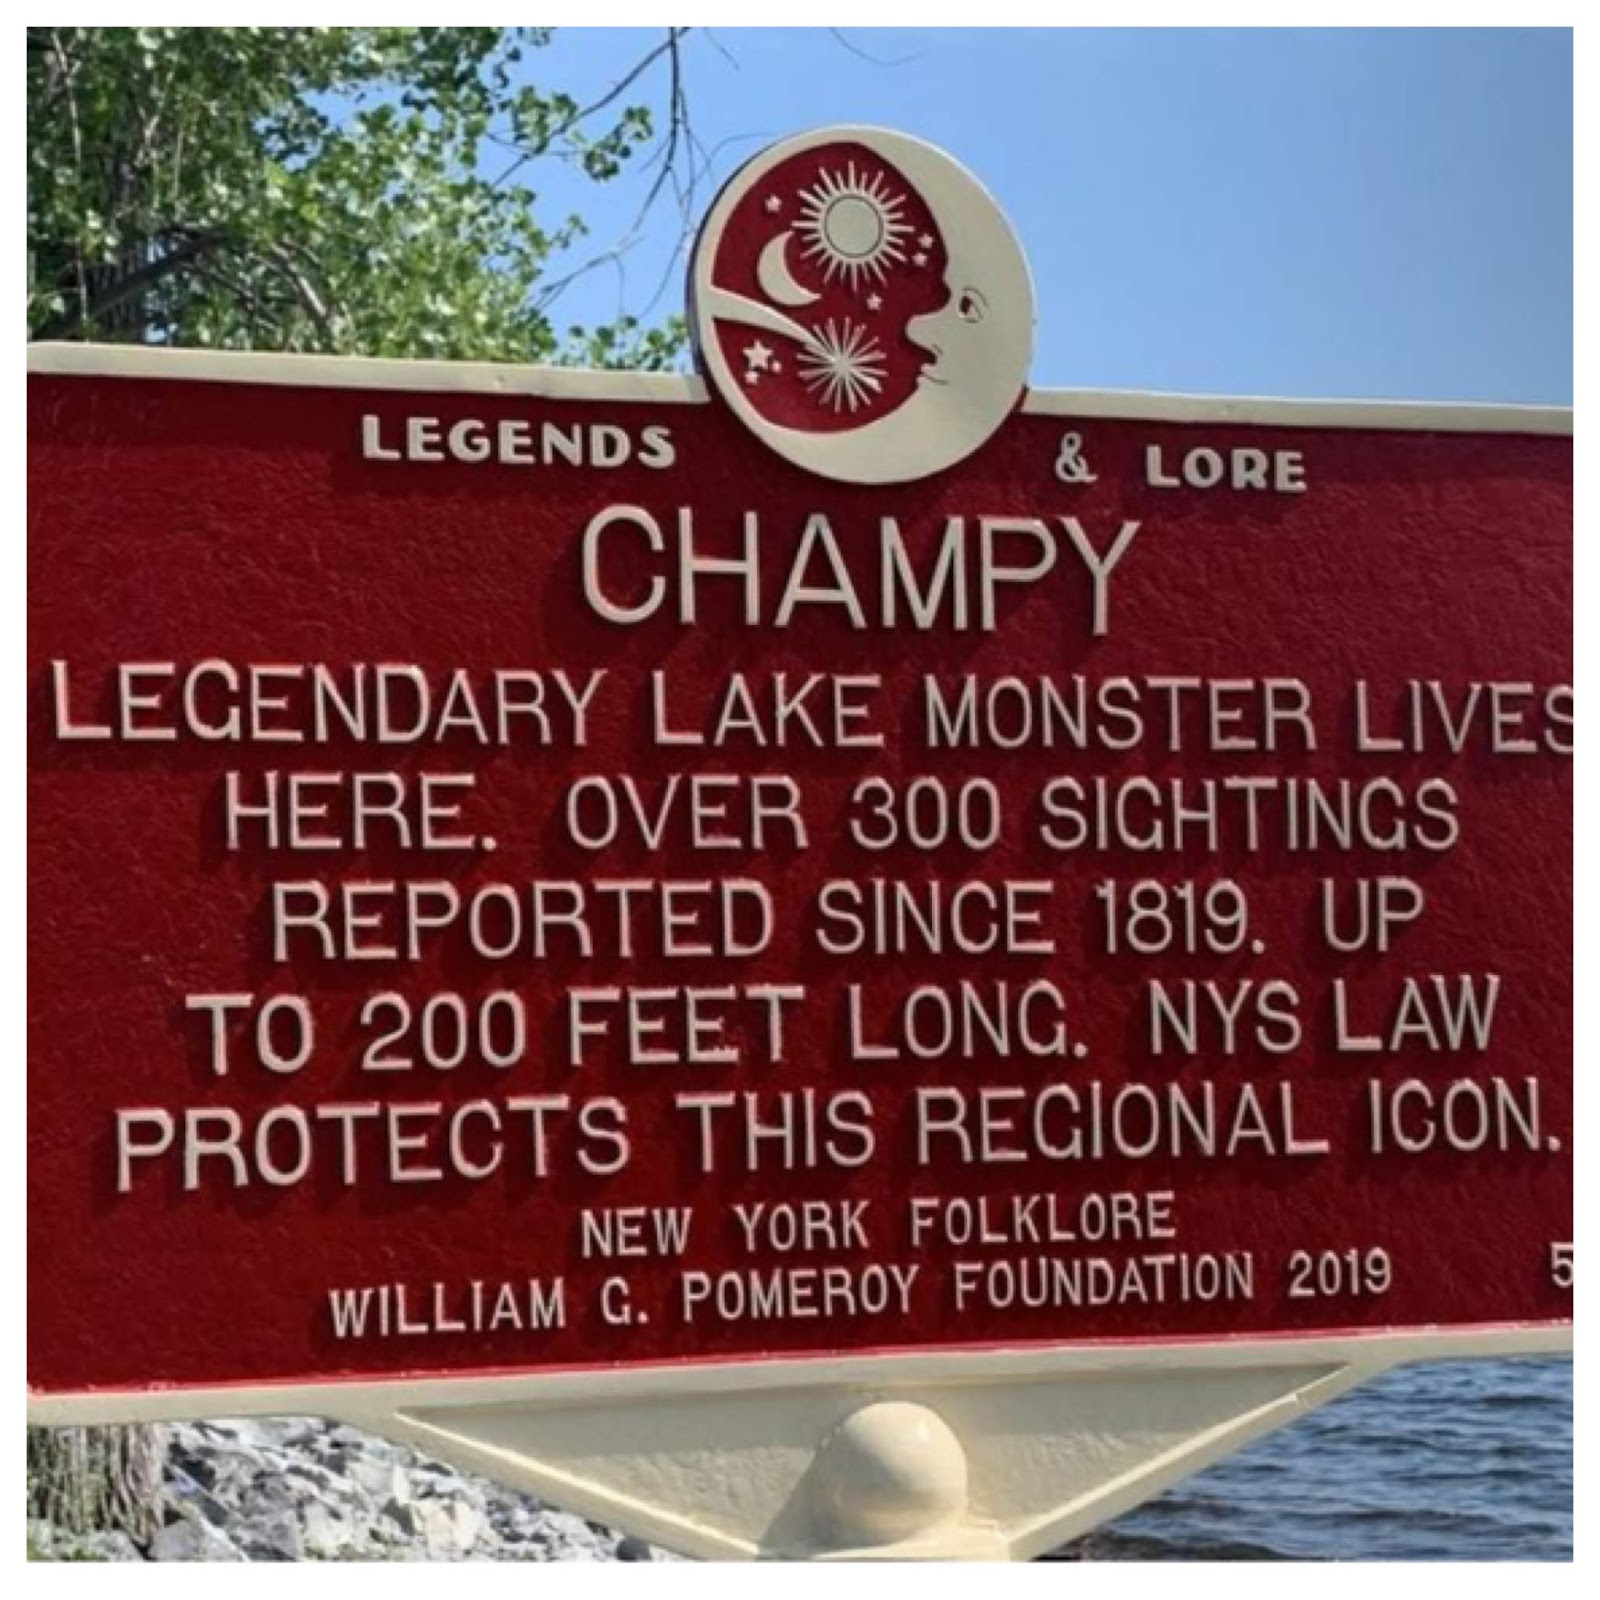 LEGENDS & LORE
CHAMPY
LEGENDARY LAKE MONSTER LIVES
HERE. OVER 300 SIGHTINGS
REPORTED SINCE 1819. UP
TO 200 FEET LONG. NYS LAW
PROTECTS THIS REGIONAL ICON.
NEW YORK FOLKLORE
WILLIAM G. POMEROY FOUNDATION 2019